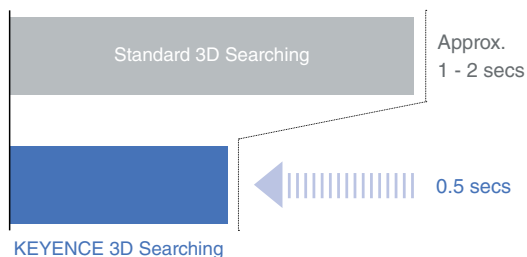 Standard 3D Searching
Approx.
1 - 2 secs
0.5 secs
KEYENCE 3D Searching